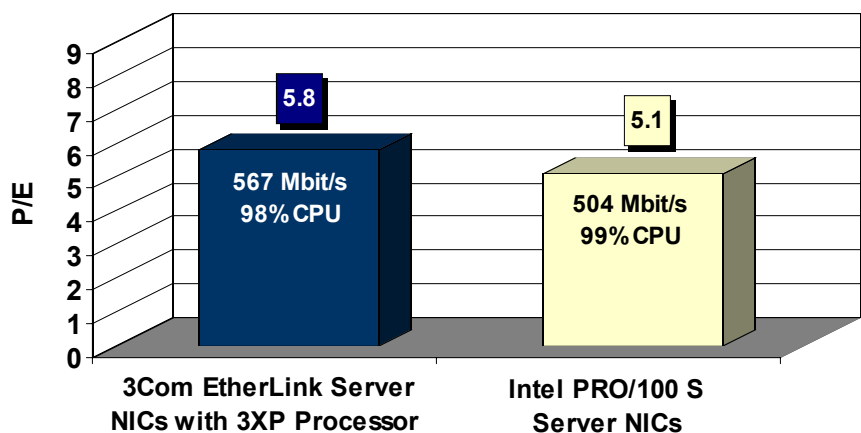 P/E
9
8
7
6
5
4
3
2
1
0
5.8
5.1
567 Mbit/s
98% CPU
504 Mbit/s
99% CPU
3Com EtherLink Server
NICs with 3XP Processor
Intel PRO/100 S
Server NICs